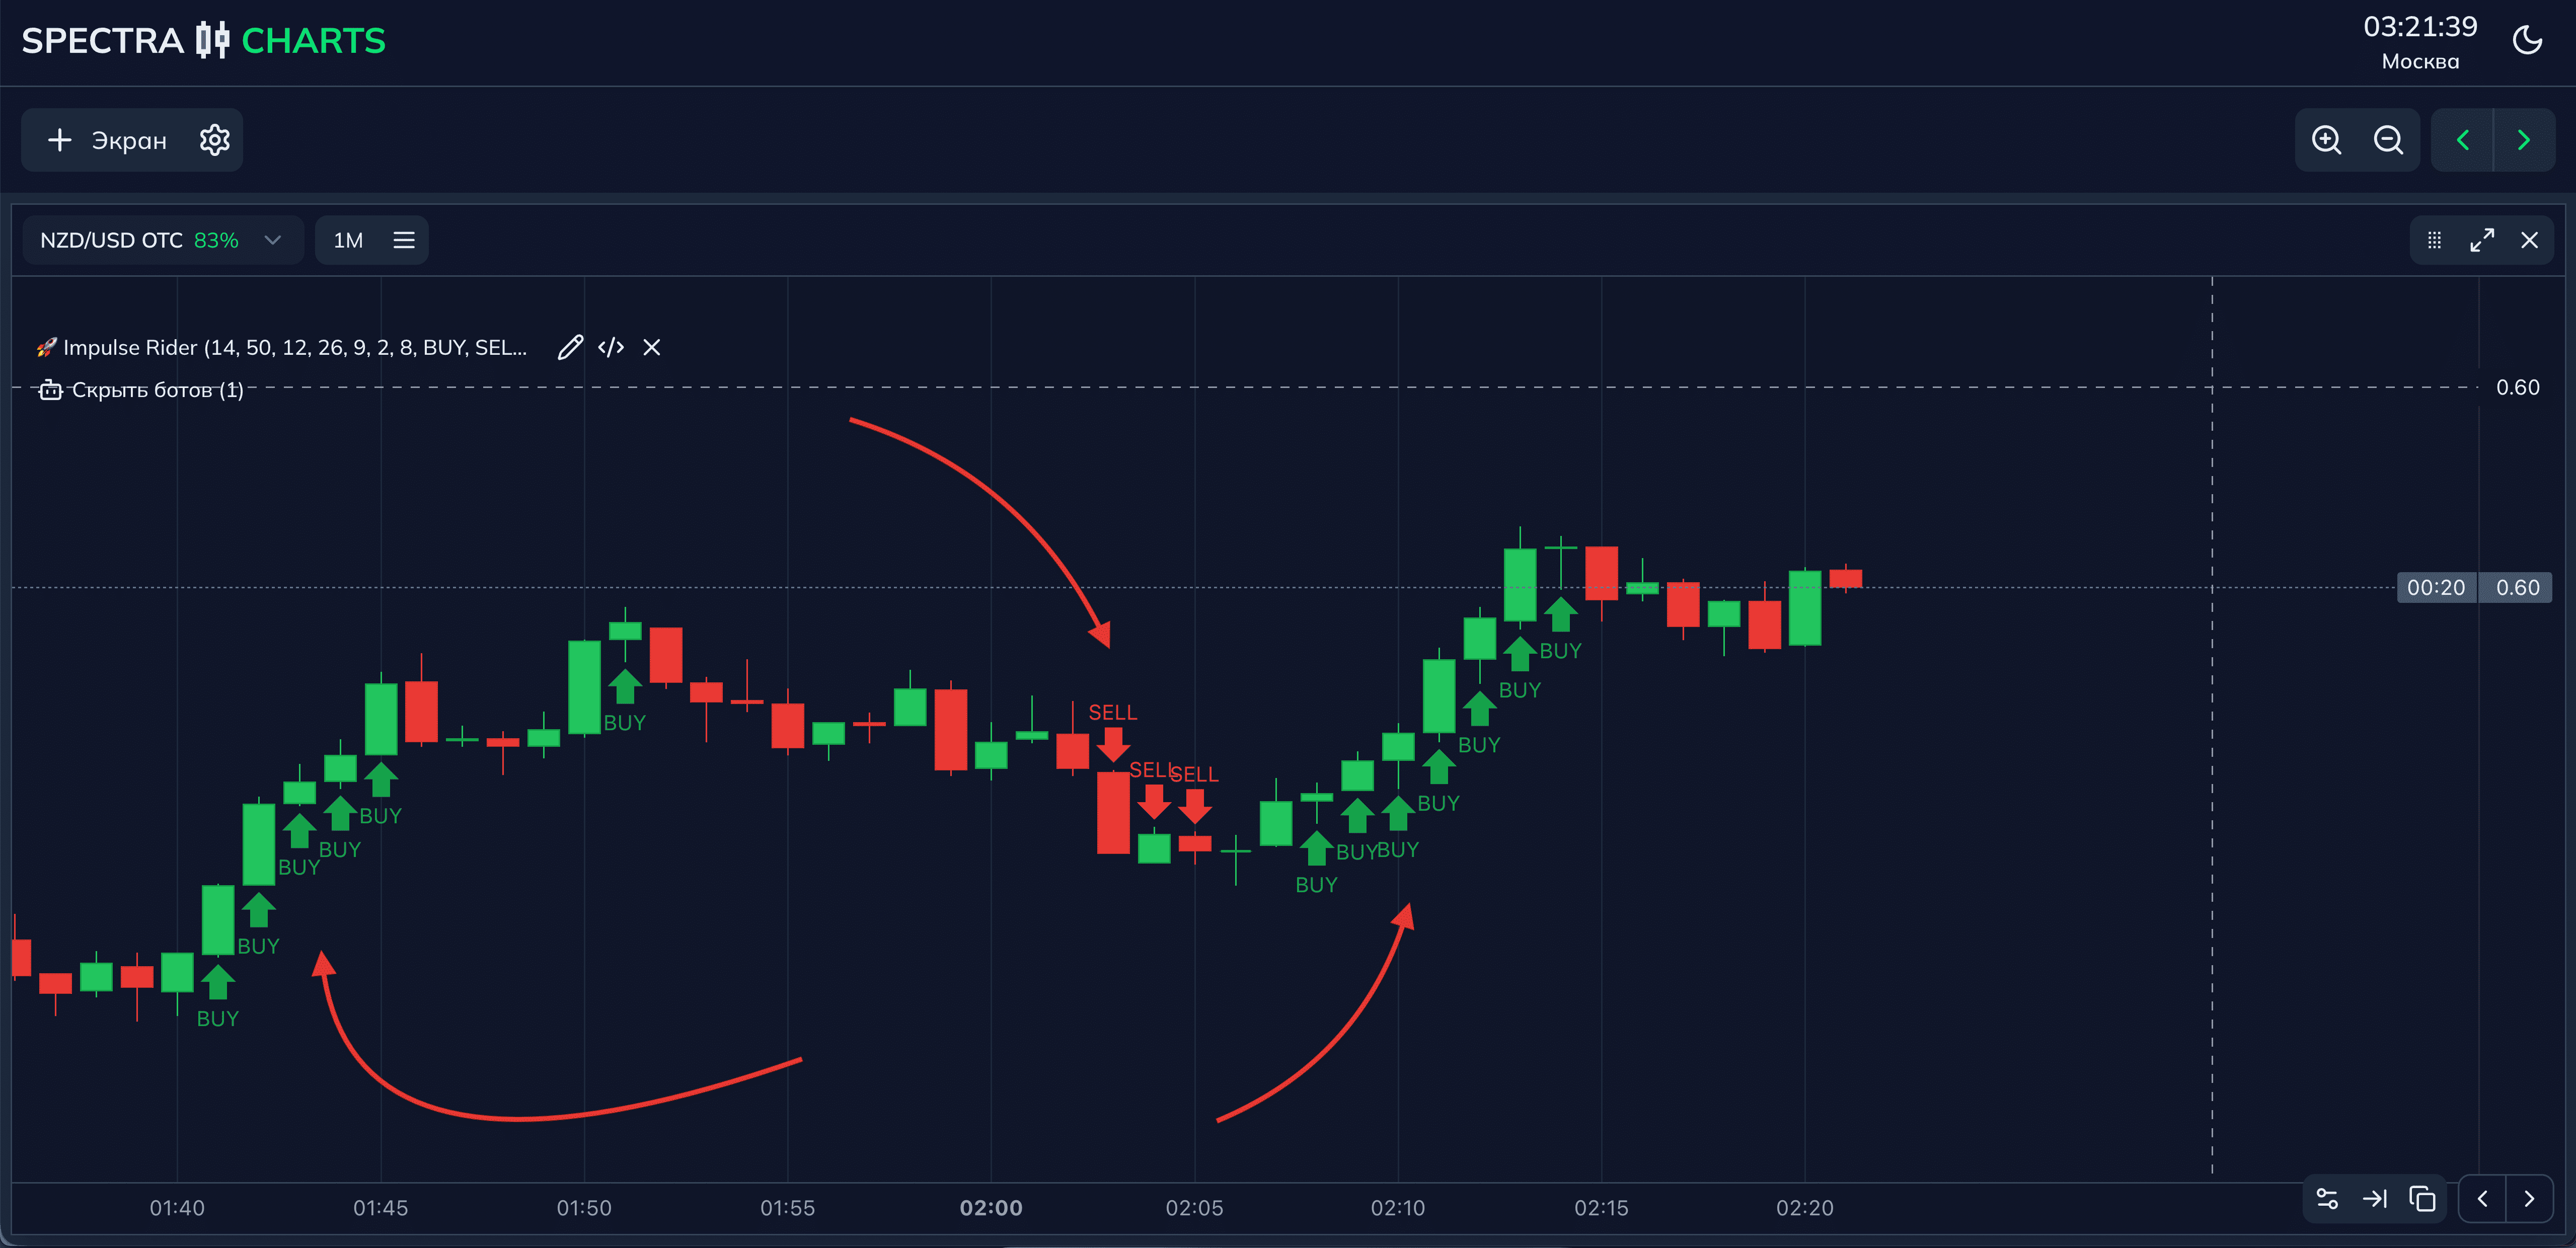 SPECTRA CHARTS
03:21:39
Москва
Экран
NZD/USD OTC 83%
1M
Impulse Rider (14, 50, 12, 26, 9, 2, 8, BUY, SEL...
Скрыть ботов (1)
0.60
00:20 0.60
SELL
SELL
SELL
BUY
BUY
BUY
BUY
BUY
BUY
BUY
BUY
BUY
BUY
BUY
BUY
BUY
01:40 01:45 01:50 01:55 02:00 02:05 02:10 02:15 02:20